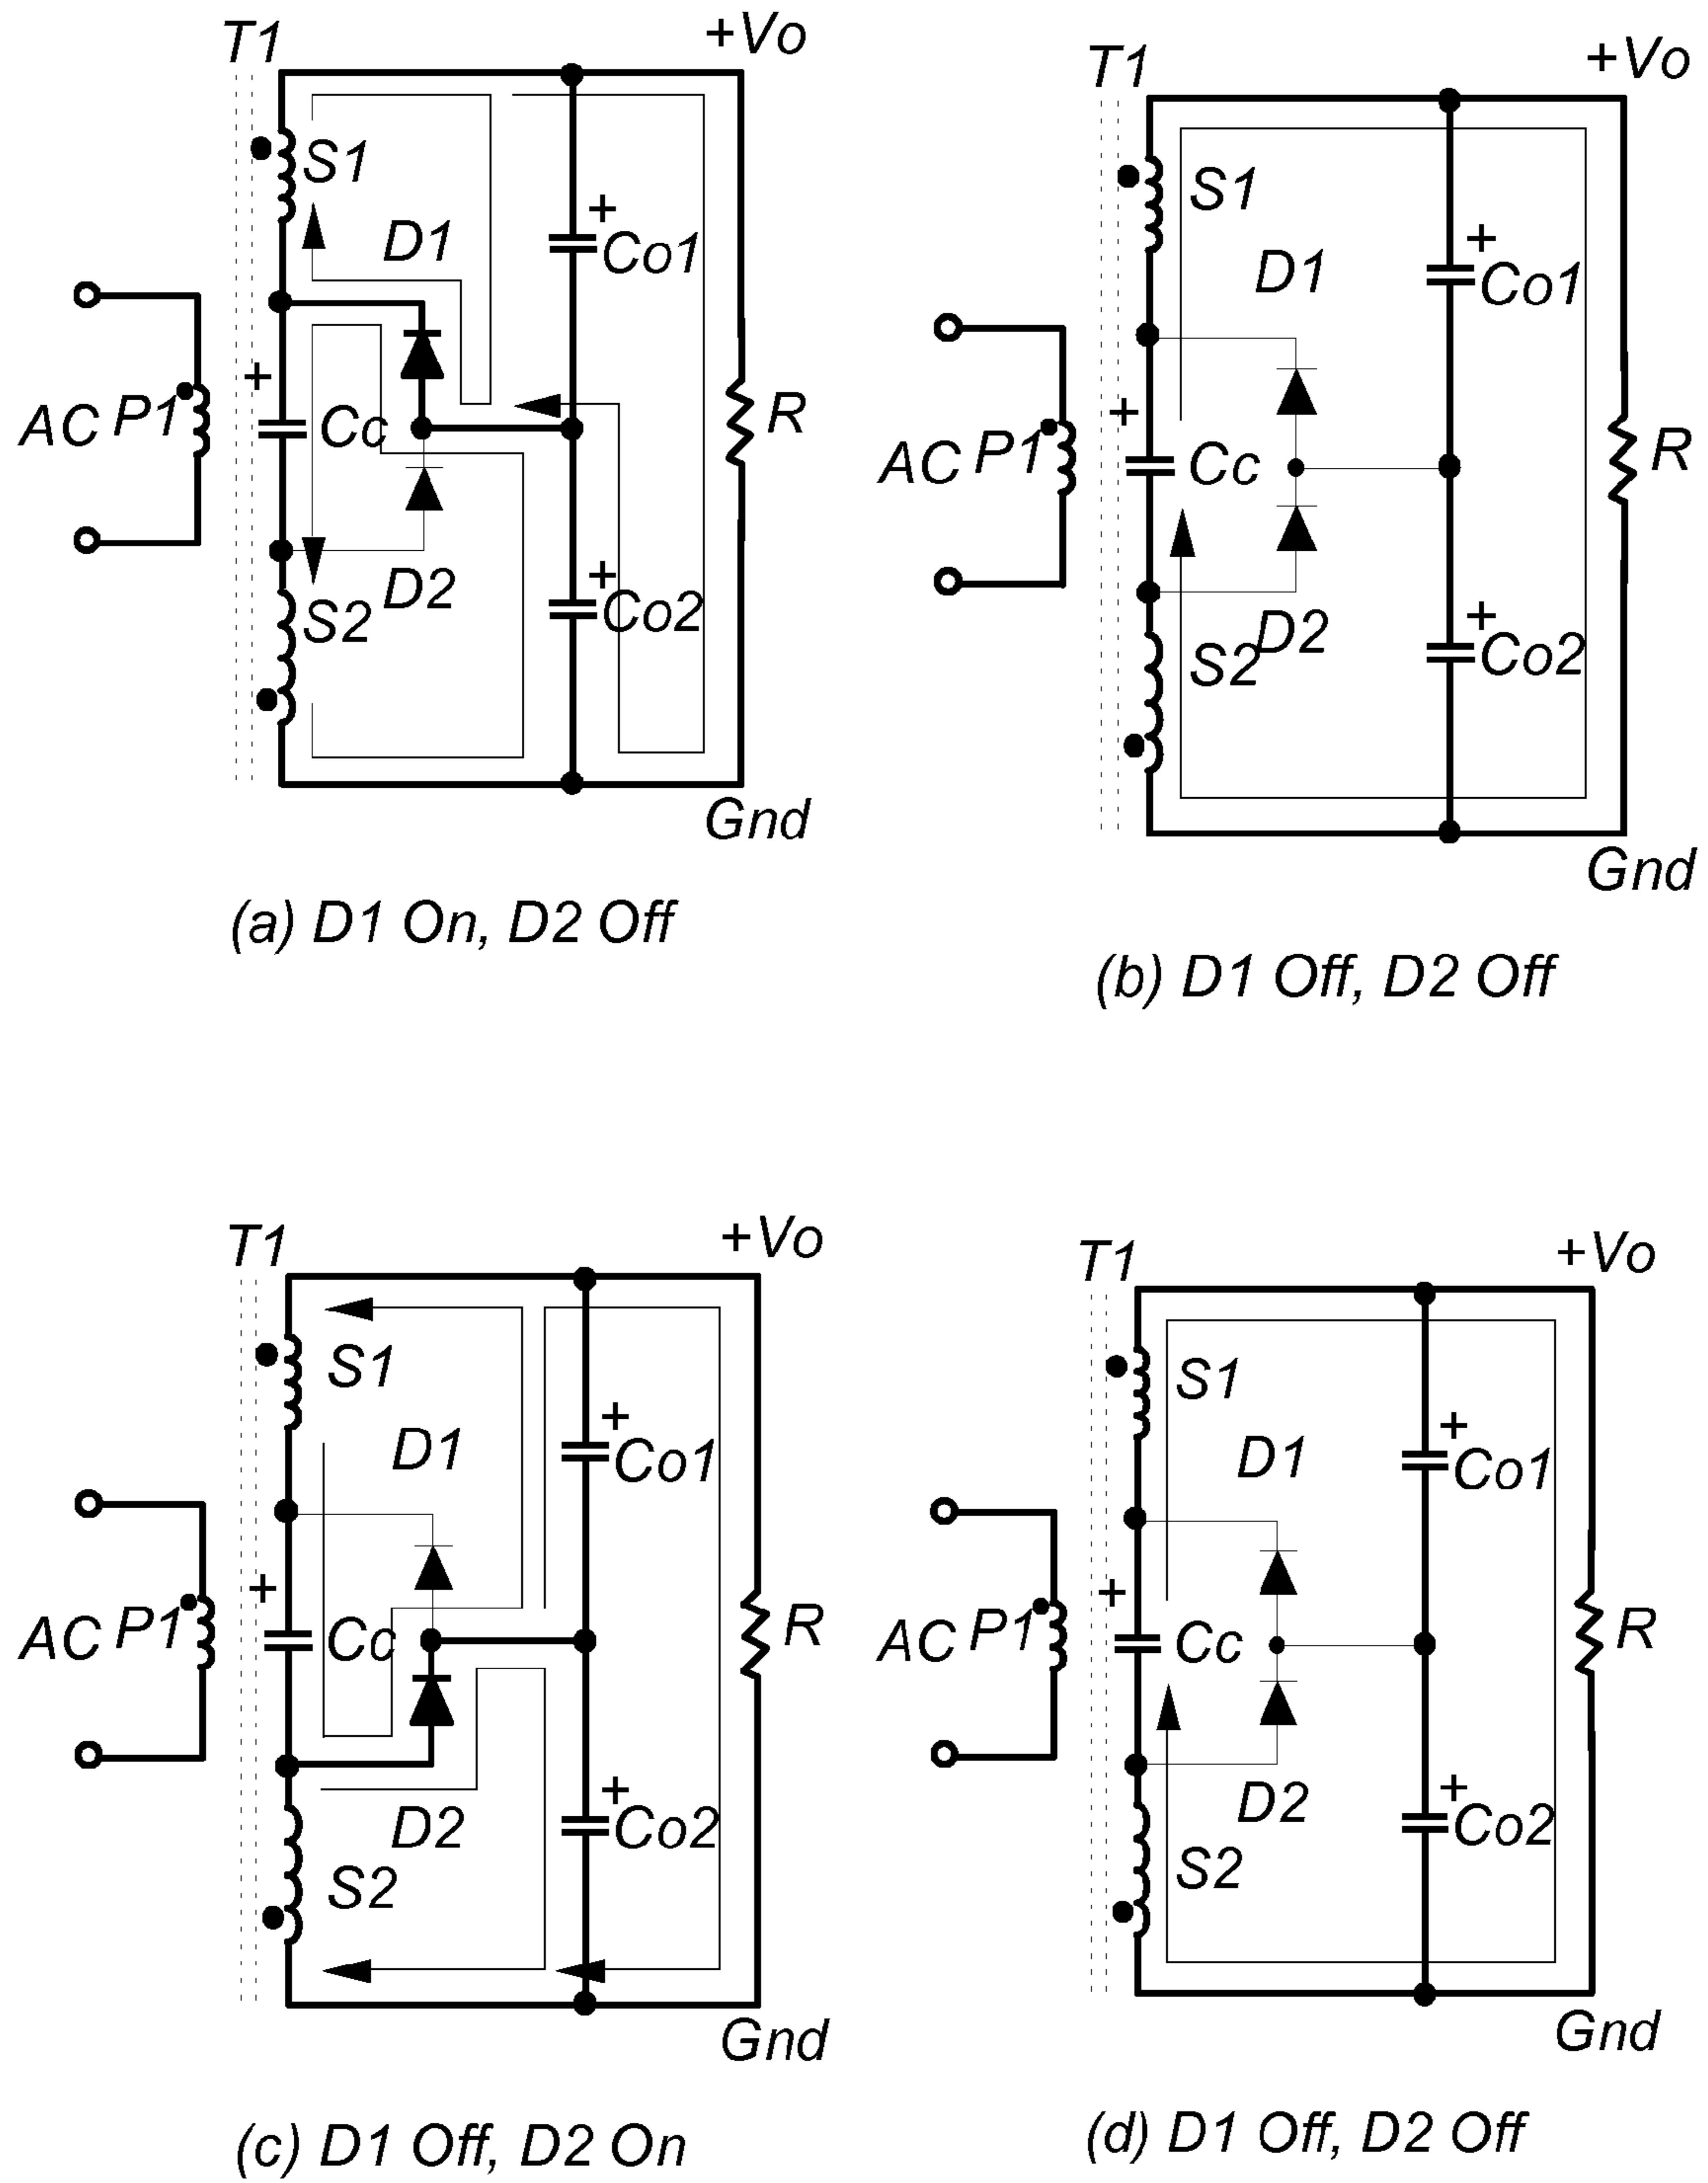 T1
+Vo
S1
D1
+
Co1
+
AC
P1
Cc
R
+
D2
S2
Co2
Gnd
(a) D1 On, D2 Off
T1
+Vo
S1
D1
+
Co1
+
AC
P1
Cc
R
+
D2
S2
Co2
Gnd
(b) D1 Off, D2 Off
T1
+Vo
S1
D1
+
Co1
+
AC
P1
Cc
R
+
D2
Co2
S2
Gnd
(c) D1 Off, D2 On
T1
+Vo
S1
D1
+
Co1
+
AC
P1
Cc
R
+
D2
Co2
S2
Gnd
(d) D1 Off, D2 Off